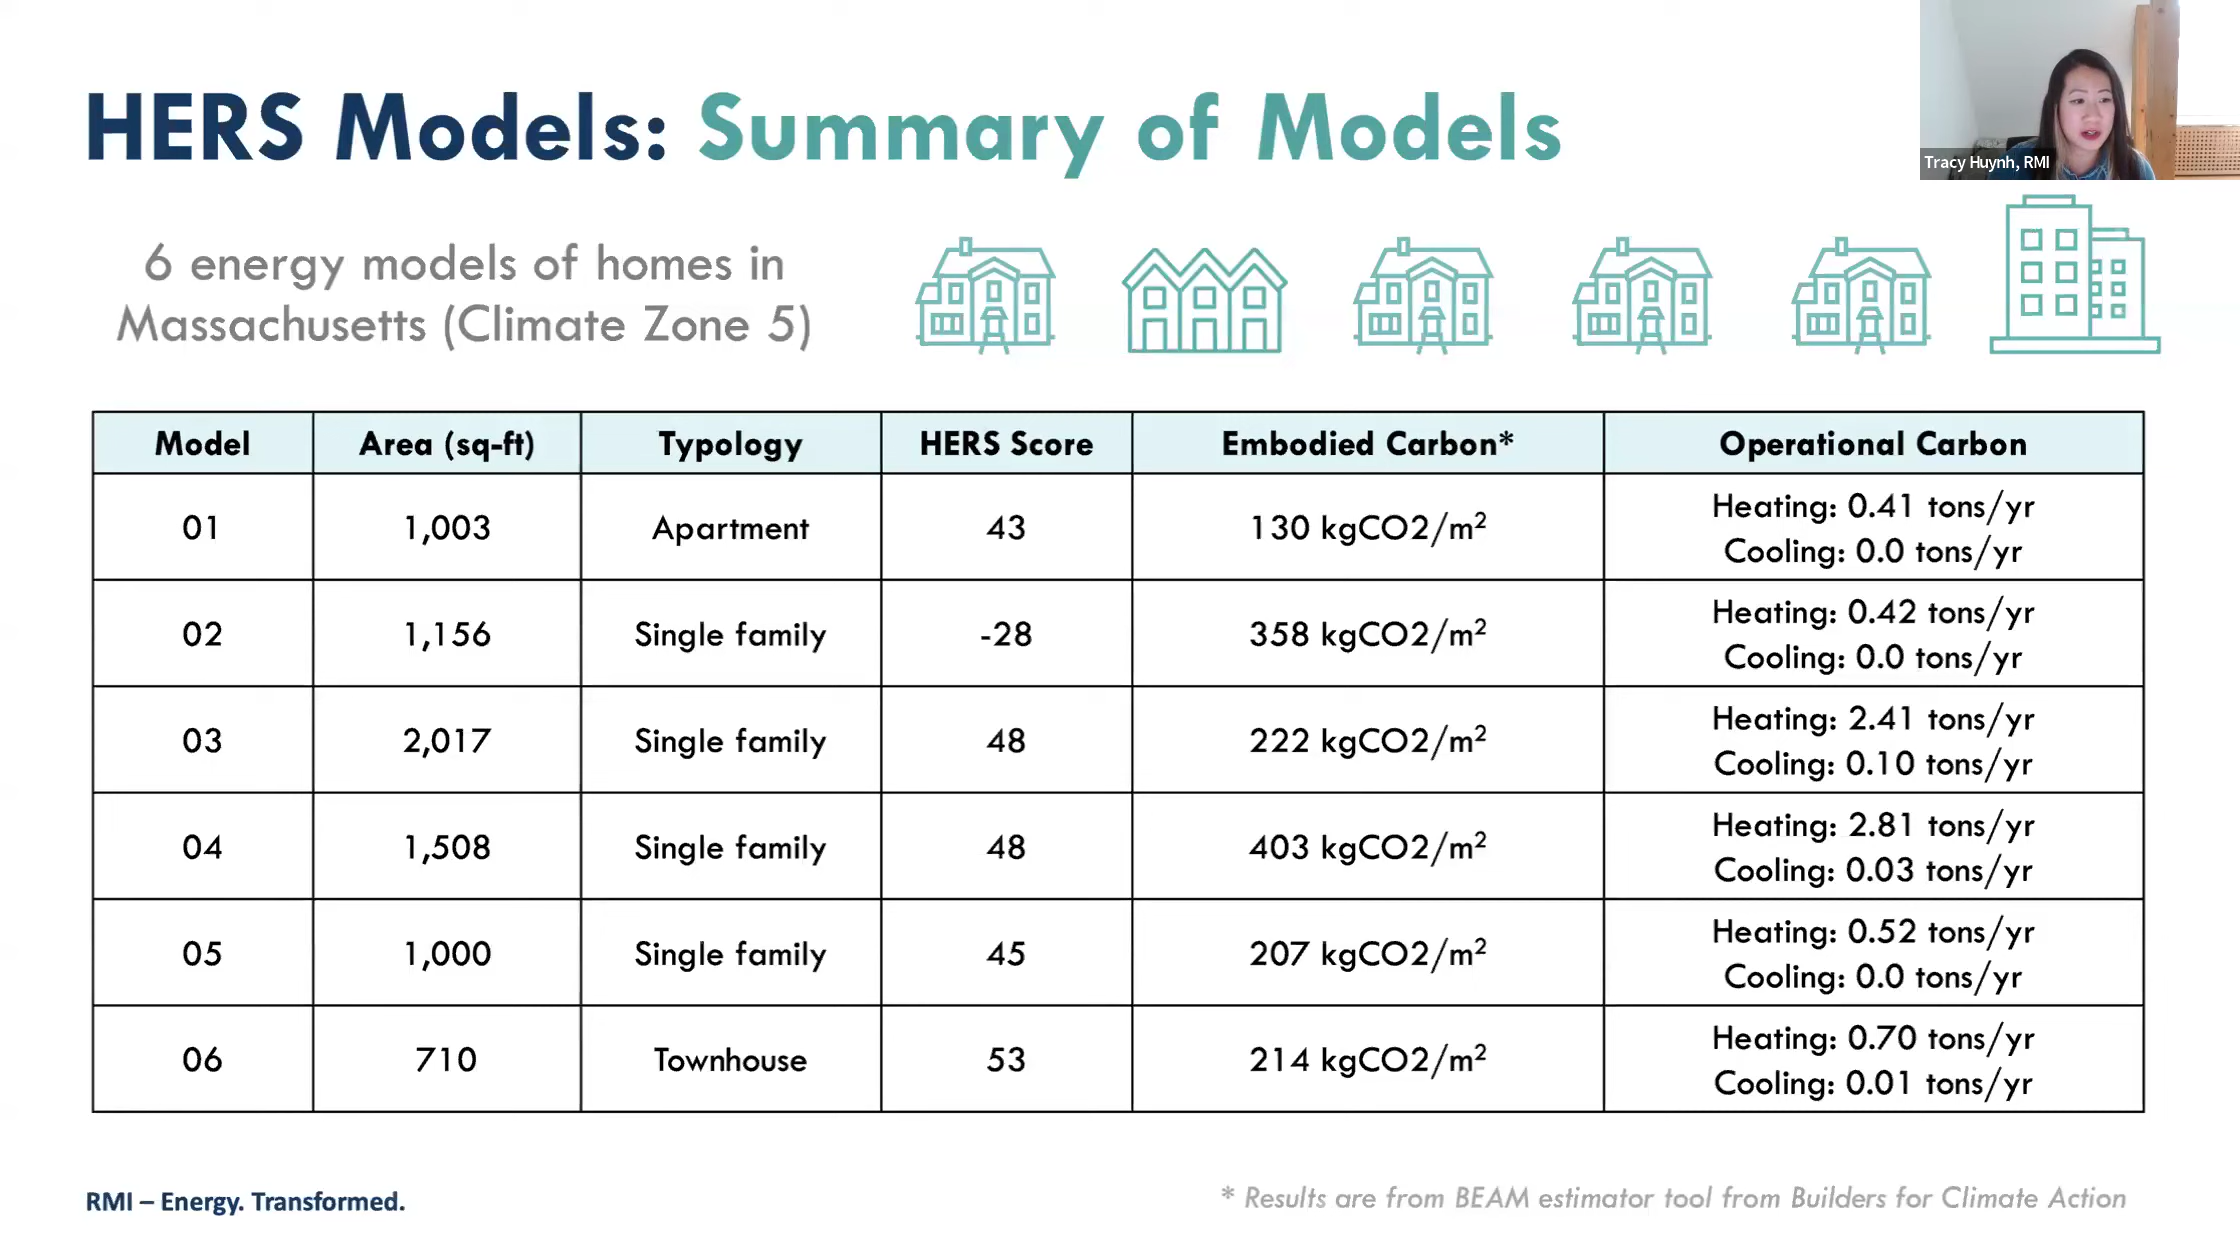 HERS Models: Summary of Models
Tracy Huynh, RMI
6 energy models of homes in
Massachusetts (Climate Zone 5)
Model Area (sq-ft) Typology HERS Score Embodied Carbon* Operational Carbon
01 1,003 Apartment 43 130 kgCO2/m² Heating: 0.41 tons/yr
Cooling: 0.0 tons/yr
02 1,156 Single family -28 358 kgCO2/m² Heating: 0.42 tons/yr
Cooling: 0.0 tons/yr
03 2,017 Single family 48 222 kgCO2/m² Heating: 2.41 tons/yr
Cooling: 0.10 tons/yr
04 1,508 Single family 48 403 kgCO2/m² Heating: 2.81 tons/yr
Cooling: 0.03 tons/yr
05 1,000 Single family 45 207 kgCO2/m² Heating: 0.52 tons/yr
Cooling: 0.0 tons/yr
06 710 Townhouse 53 214 kgCO2/m² Heating: 0.70 tons/yr
Cooling: 0.01 tons/yr
RMI – Energy. Transformed.
* Results are from BEAM estimator tool from Builders for Climate Action